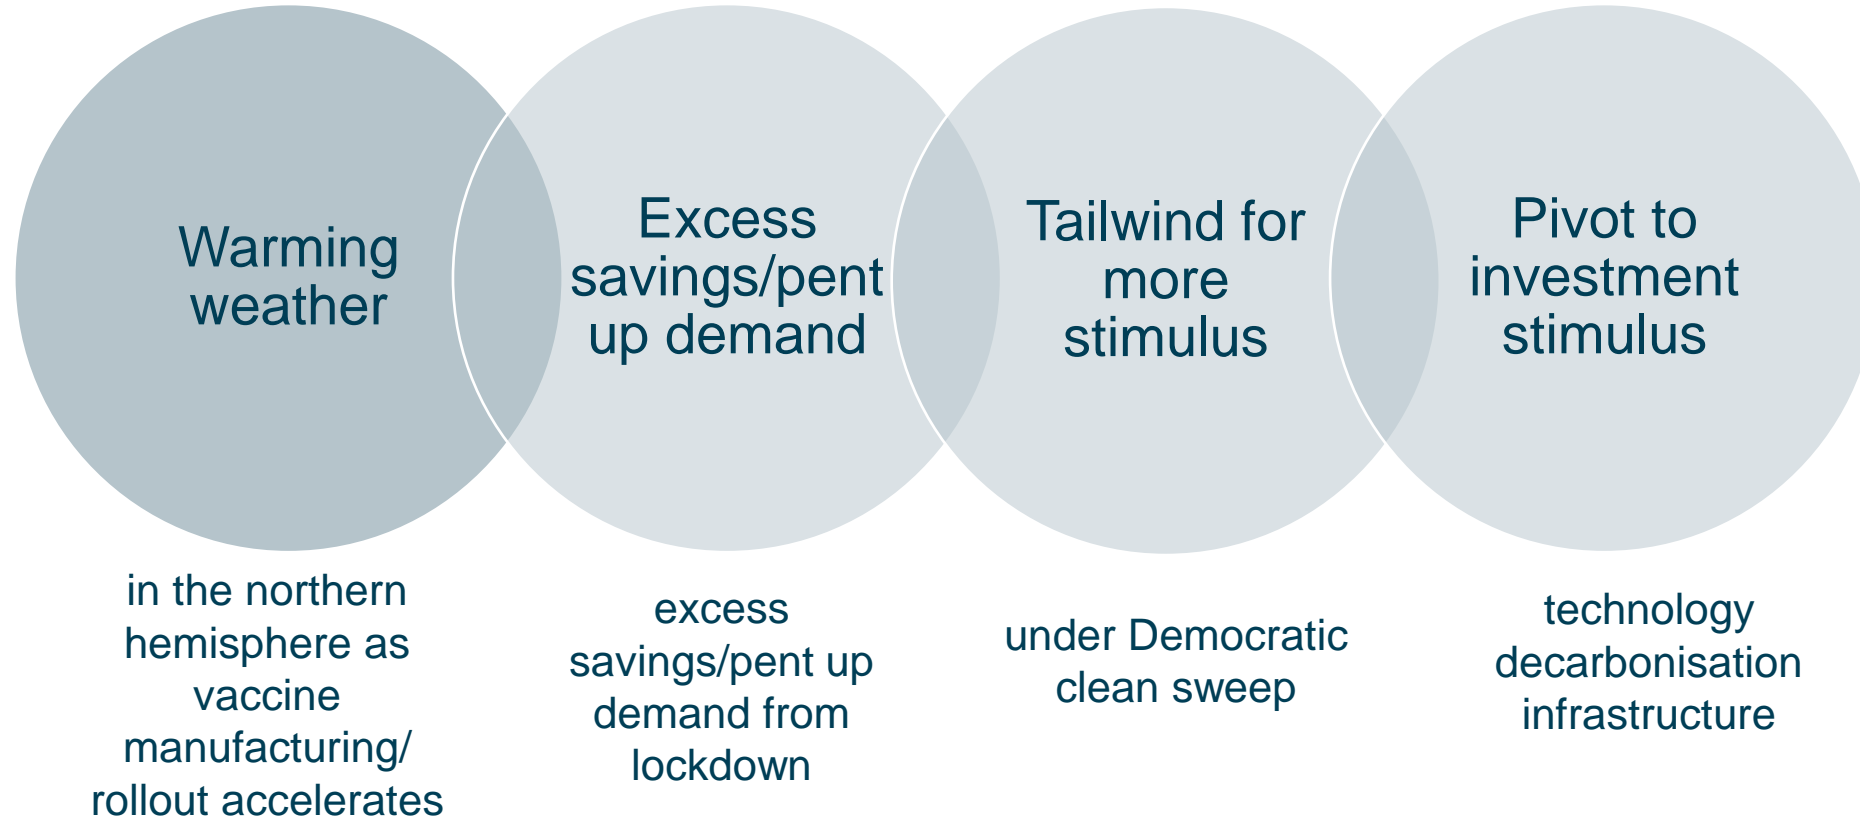 Warming
weather
Excess
savings/pent
up demand
Tailwind for
more
stimulus
Pivot to
investment
stimulus
in the northern
hemisphere as
vaccine
manufacturing/
rollout accelerates
excess
savings/pent up
demand from
lockdown
under Democratic
clean sweep
technology
decarbonisation
infrastructure